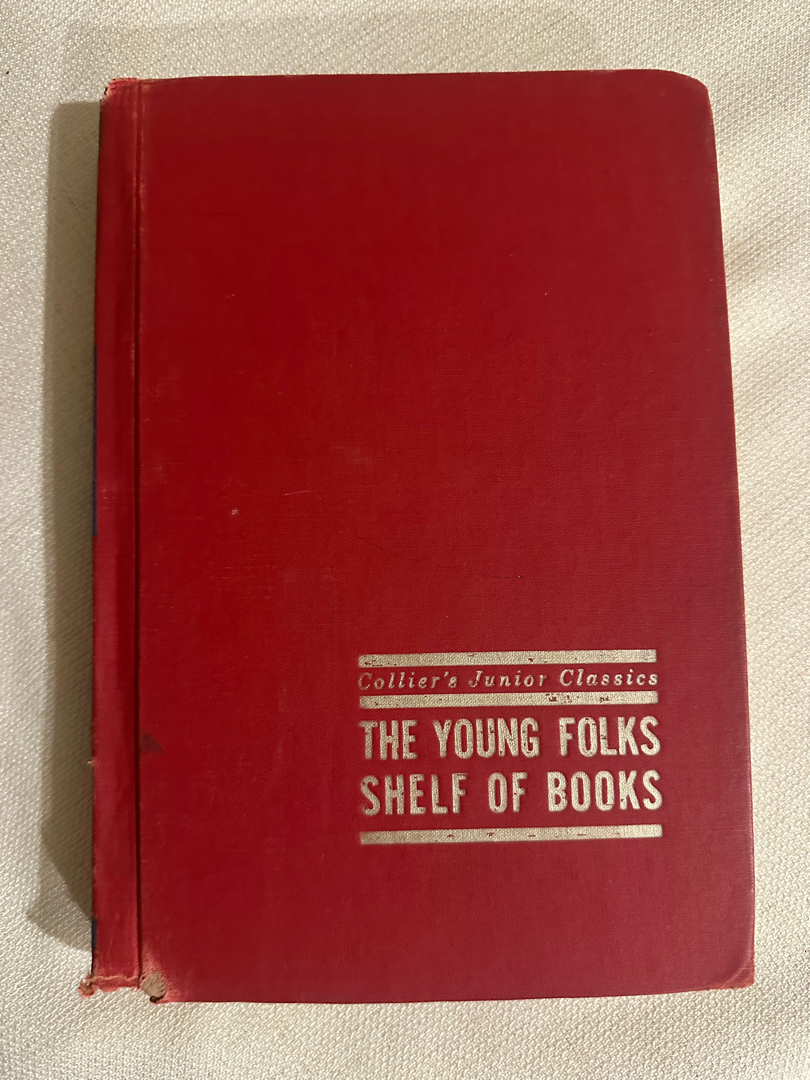 Collier's Junior Classics
THE YOUNG FOLKS
SHELF OF BOOKS